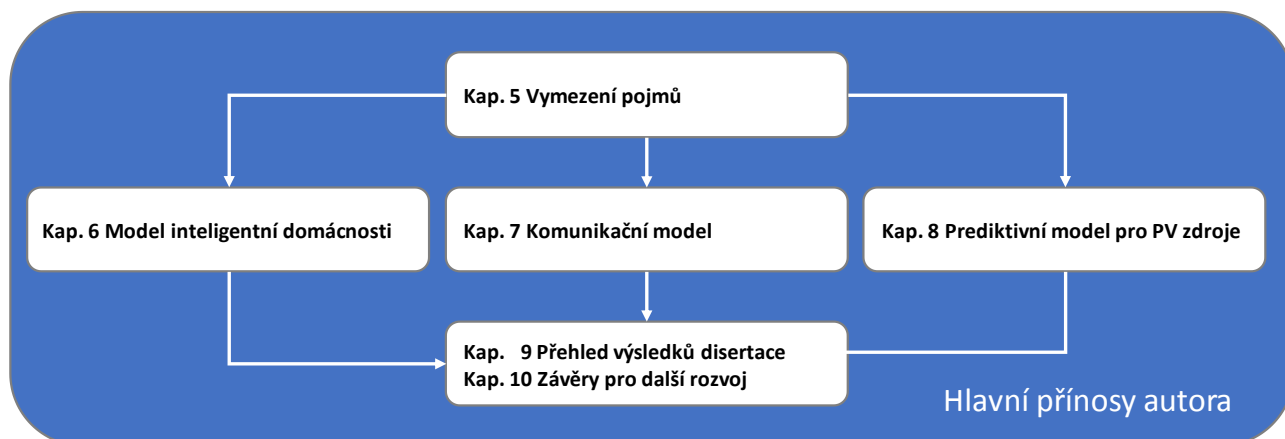 Kap. 5 Vymezení pojmů
Kap. 6 Model inteligentní domácnosti
Kap. 7 Komunikační model
Kap. 8 Prediktivní model pro PV zdroje
Kap. 9 Přehled výsledků disertace
Kap. 10 Závěry pro další rozvoj
Hlavní přínosy autora